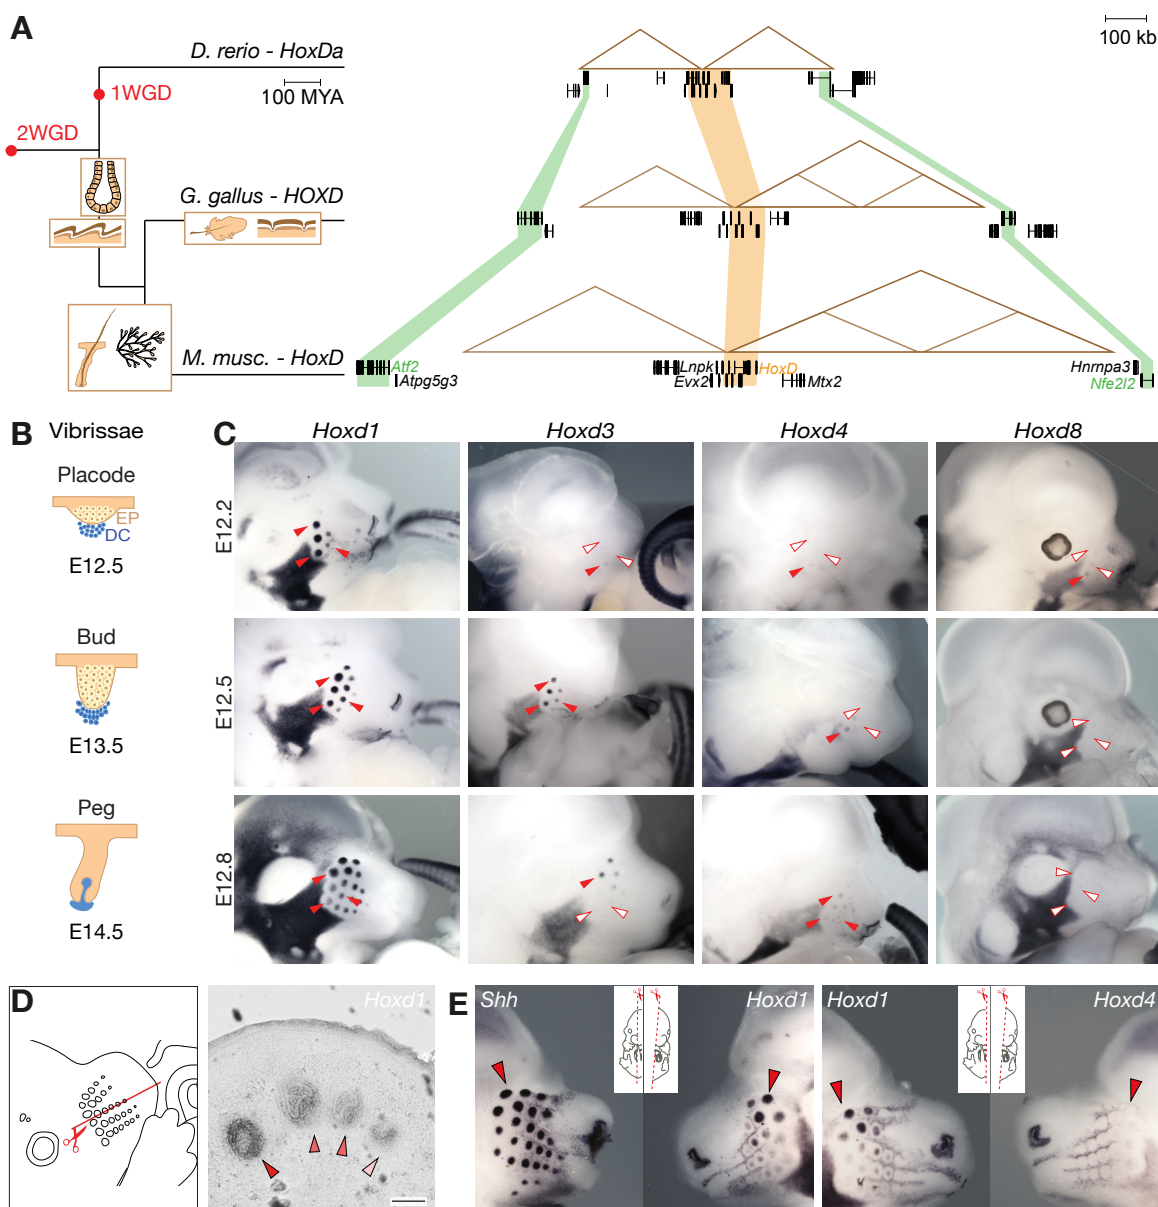 A
D. rerio - HoxDa
100 kb
1WGD
100 MYA
2WGD
G. gallus - HOXD
M. musc. - HoxD
Atf2
Atpg5g3
Lnpk
HoxD
Evx2
Mtx2
Hnrnpa3
Nfe2l2
B
Vibrissae
C
Hoxd1
Hoxd3
Hoxd4
Hoxd8
Placode
EP
DC
E12.5
Bud
E13.5
Peg
E14.5
E12.2
E12.5
E12.8
D
Hoxd1
E
Shh
Hoxd1
Hoxd1
Hoxd4